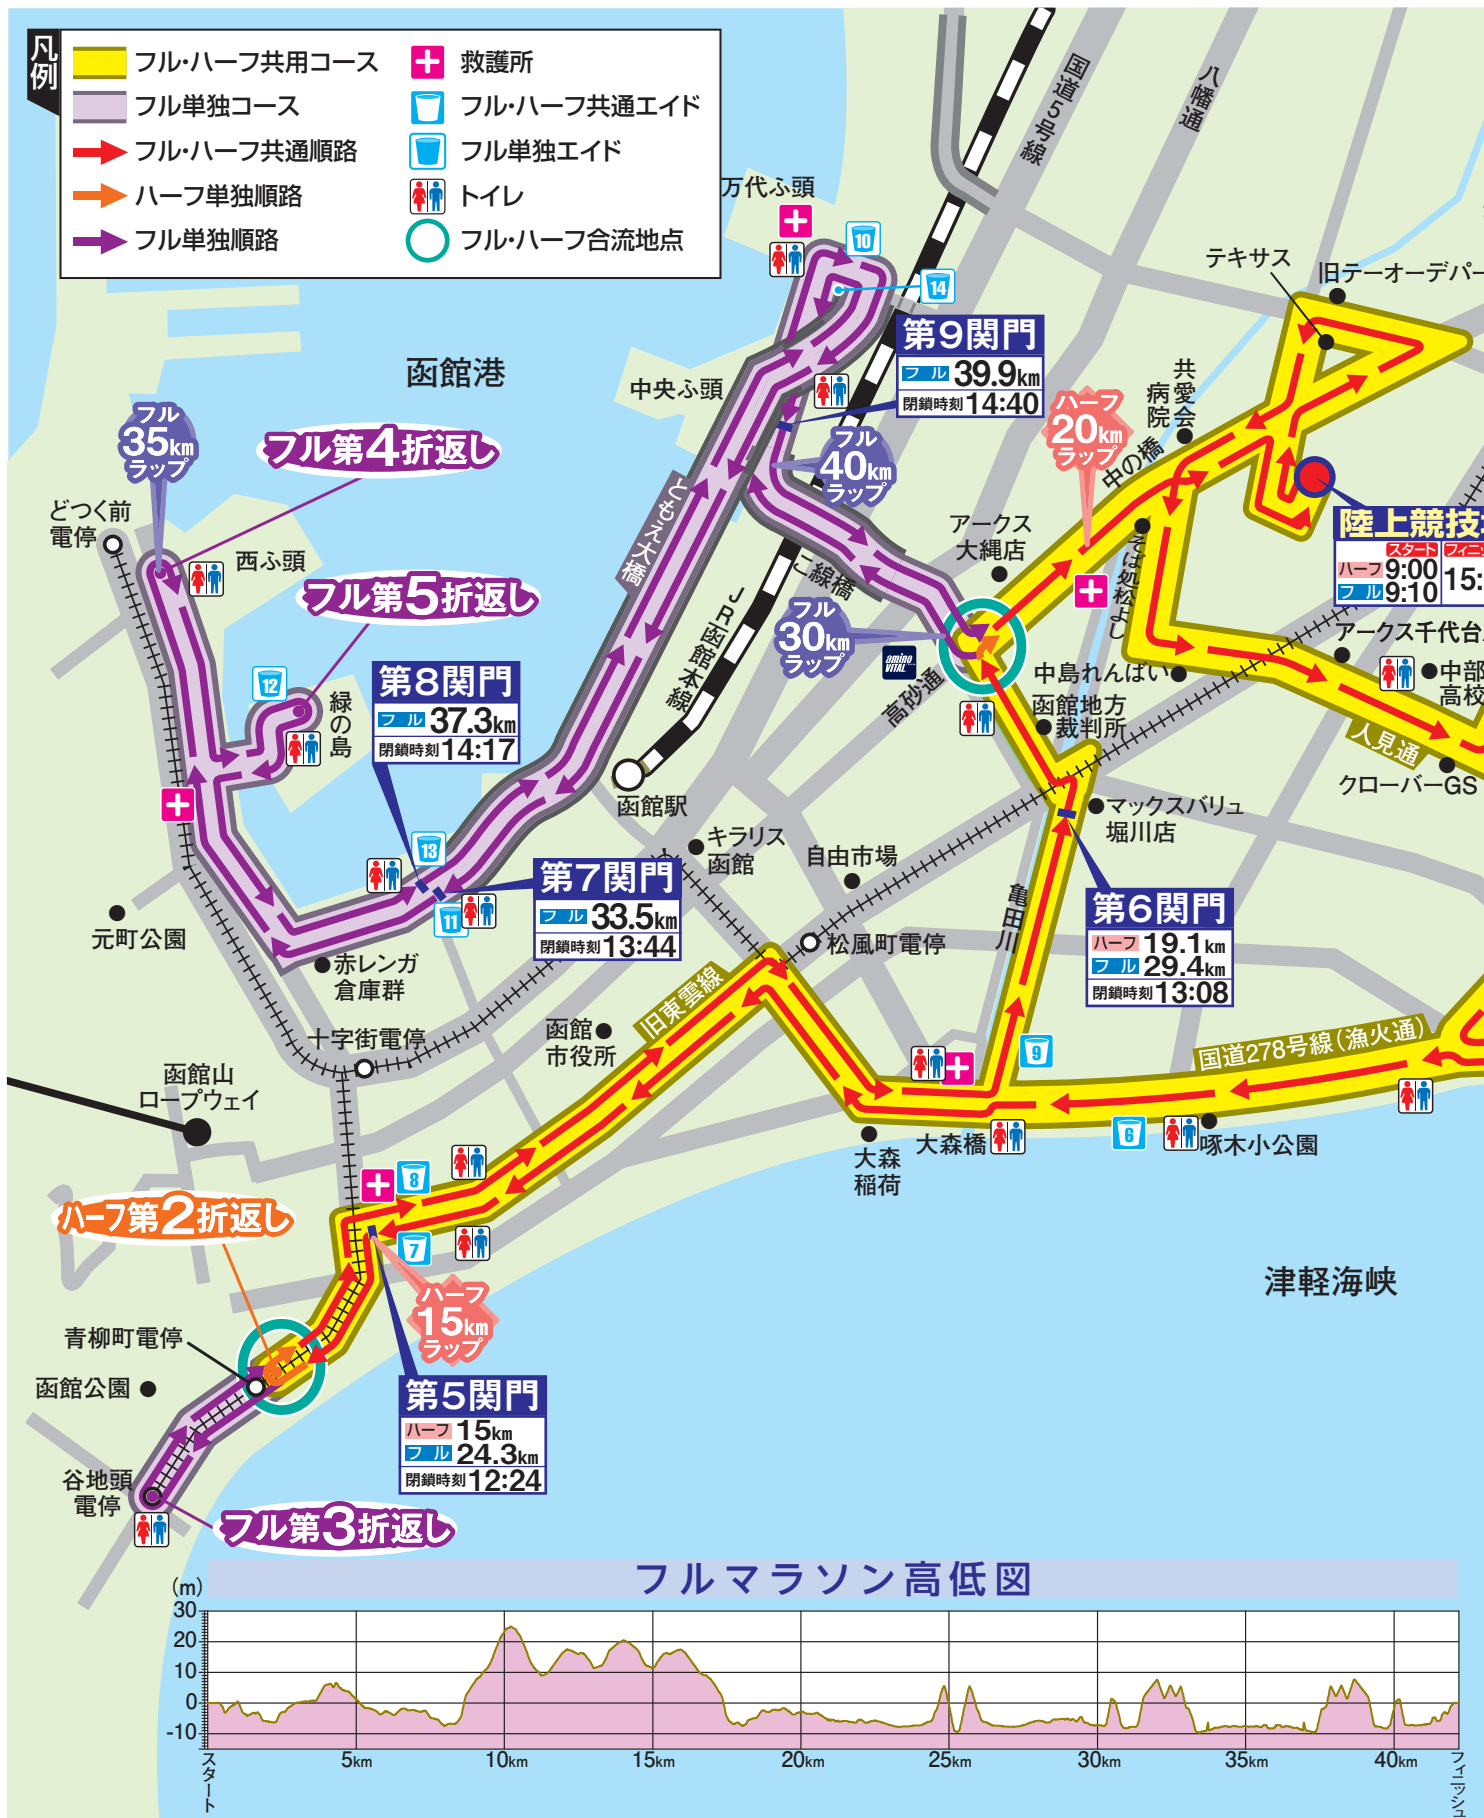 凡例
フル・ハーフ共用コース
フル単独コース
フル・ハーフ共通順路
ハーフ単独順路
フル単独順路
救護所
フル・ハーフ共通エイド
フル単独エイド
トイレ
フル・ハーフ合流地点
国道5号線
八幡通
万代ふ頭
10
14
テキサス
旧テーオーデパー
函館港
第9関門
フル 39.9km
閉鎖時刻 14:40
中央ふ頭
共愛会
病院
ハーフ
20km
ラップ
中の橋
フル
35km
ラップ
フル第4折返し
フル
40km
ラップ
ともえ大橋
どつく前
電停
西ふ頭
アークス
大縄店
陸上競技
スタート
ハーフ 9:00
フル 9:10
15:
フル第5折返し
こ線橋
そば処松よし
JR函館本線
フル
30km
ラップ
amino
VITAL
アークス千代台
中部
高校
高砂通
中島れんばい
函館地方
裁判所
人見通
クローバーGS
12
緑の島
第8関門
フル 37.3km
閉鎖時刻 14:17
函館駅
マックスバリュ
堀川店
キラリス
函館
自由市場
13
11
第7関門
フル 33.5km
閉鎖時刻 13:44
亀田川
第6関門
ハーフ 19.1km
フル 29.4km
閉鎖時刻 13:08
元町公園
赤レンガ
倉庫群
松風町電停
旧東雲線
函館
市役所
十字街電停
9
国道278号線(漁火通)
函館山
ロープウェイ
大森
稲荷
大森橋
6
啄木小公園
8
7
ハーフ第2折返し
津軽海峡
ハーフ
15km
ラップ
青柳町電停
函館公園
第5関門
ハーフ 15km
フル 24.3km
閉鎖時刻 12:24
谷地頭
電停
フル第3折返し
フルマラソン高低図
(m)
30
20
10
0
-10
スタート
5km
10km
15km
20km
25km
30km
35km
40km
フィニッシュ